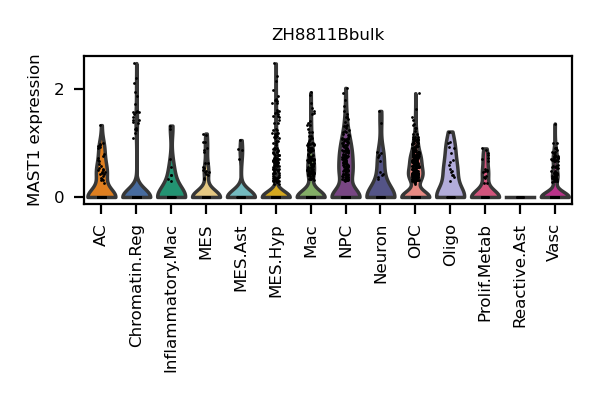 ZH8811Bbulk
MAST1 expression
2
0
AC
Chromatin.Reg
Inflammatory.Mac
MES
MES.Ast
MES.Hyp
Mac
NPC
Neuron
OPC
Oligo
Prolif.Metab
Reactive.Ast
Vasc